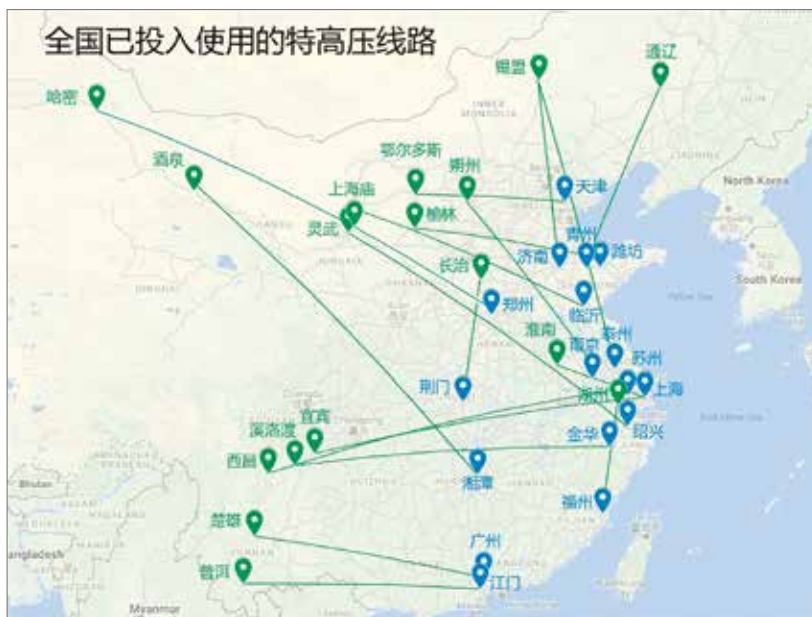 全国已投入使用的特高压线路
锡盟
通辽
哈密
鄂尔多斯
朔州
酒泉
上海庙
榆林
灵武
天津
INNER
MONGOLIA
North Korea
South Korea
济南
青州
潍坊
长治
临沂
郑州
淮南
南京
泰州
苏州
上海
湖州
荆门
绍兴
金华
宜宾
溪洛渡
西昌
湘潭
福州
楚雄
广州
普洱
江门
Bhutan
angladesh
Myanmar